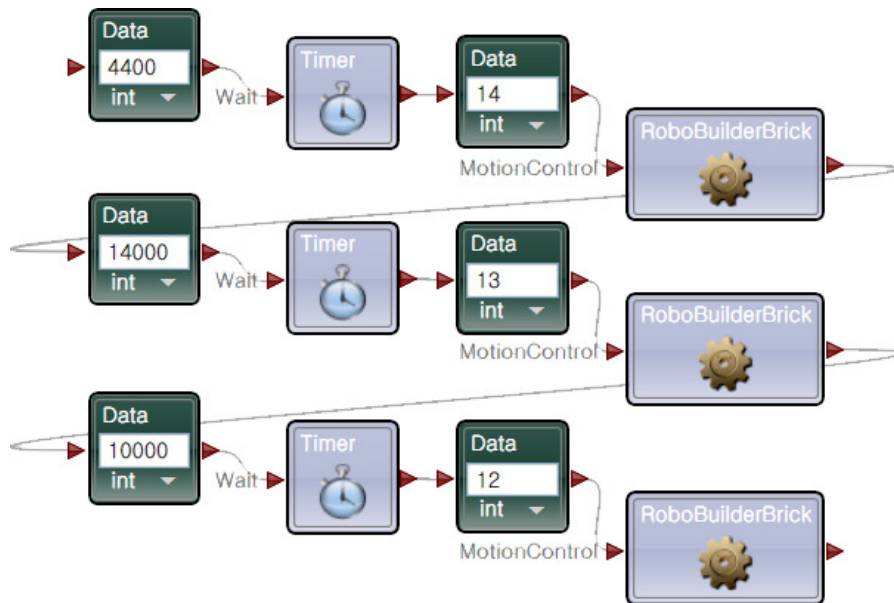 Data
4400
int
Wait
Timer
Data
14
int
MotionControl
RoboBuilderBrick
Data
14000
int
Wait
Timer
Data
13
int
MotionControl
RoboBuilderBrick
Data
10000
int
Wait
Timer
Data
12
int
MotionControl
RoboBuilderBrick